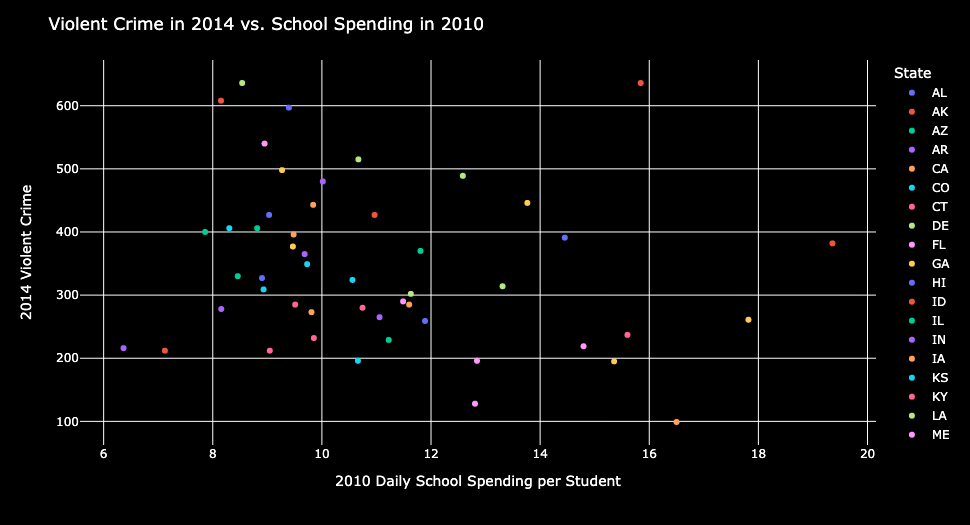 Violent Crime in 2014 vs. School Spending in 2010
State
AL
AK
AZ
AR
CA
CO
CT
DE
FL
GA
HI
ID
IL
IN
IA
KS
KY
LA
ME
2014 Violent Crime
600
500
400
300
200
100
6 8 10 12 14 16 18 20
2010 Daily School Spending per Student